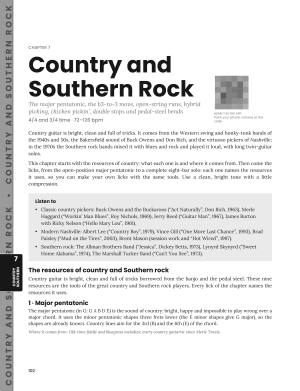 COUNTRY AND SOUTHERN ROCK • COUNTRY AND SOUTHERN ROCK
CHAPTER 7
Country and
Southern Rock
The major pentatonic, the b3-to-3 move, open-string runs, hybrid
picking, chicken pickin', double stops and pedal-steel bends
4/4 and 3/4 time · 72–126 bpm
Country guitar is bright, clean and full of tricks. It comes from the Western swing and honky-tonk bands of
the 1940s and 50s, the Bakersfield sound of Buck Owens and Don Rich, and the virtuoso pickers of Nashville;
in the 1970s the Southern rock bands mixed it with blues and rock and played it loud, with long twin-guitar
solos.
This chapter starts with the resources of country: what each one is and where it comes from. Then come the
licks, from the open-position major licks to a complete eight-bar solo: each one names the resources
it uses, so you can make your own licks with the same tools. Use a clean, bright tone with a little
compression.
Listen to
• Classic country pickers: Buck Owens and the Buckaroos ("Act Naturally", Don Rich, 1963), Merle
Haggard ("Workin' Man Blues", Roy Nichols, 1969), Jerry Reed ("Guitar Man", 1967), James Burton
with Ricky Nelson ("Hello Mary Lou", 1961).
• Modern Nashville: Albert Lee ("Country Boy", 1979), Vince Gill ("One More Last Chance", 1993), Brad
Paisley ("Mud on the Tires", 2003), Brent Mason (session work and "Hot Wired", 1997).
• Southern rock: The Allman Brothers Band ("Jessica", Dickey Betts, 1973), Lynyrd Skynyrd ("Sweet
Home Alabama", 1974), The Marshall Tucker Band ("Can't You See", 1973).
7
COUNTRY
SOUTHERN
The resources of country and Southern rock
Country guitar is bright, clean and full of tricks borrowed from the banjo and the pedal steel. These nine
resources are the tools of the great country and Southern rock players. Every lick of the chapter names the
resources it uses.
1 · Major pentatonic
The major pentatonic (in G: G A B D E) is the sound of country: bright, happy and impossible to play wrong over a
major chord. It uses the minor pentatonic shapes three frets lower (the E minor shapes give G major), so the
shapes are already known. Country lines aim for the 3rd (B) and the 6th (E) of the chord.
102